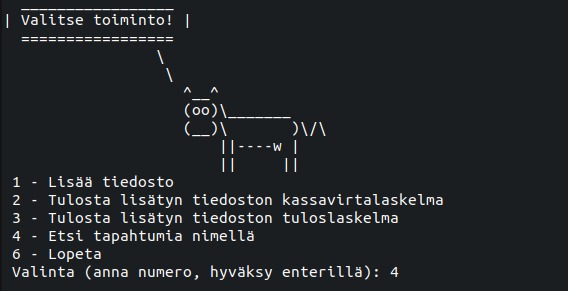 _________________
| Valitse toiminto! |
  =================
                 \
                  \
                    ^__^
                    (oo)\_______
                    (__)\       )\/\
                        ||----w |
                        ||     ||
1 - Lisää tiedosto
2 - Tulosta lisätyn tiedoston kassavirtalaskelma
3 - Tulosta lisätyn tiedoston tuloslaskelma
4 - Etsi tapahtumia nimellä
6 - Lopeta
Valinta (anna numero, hyväksy enterillä): 4